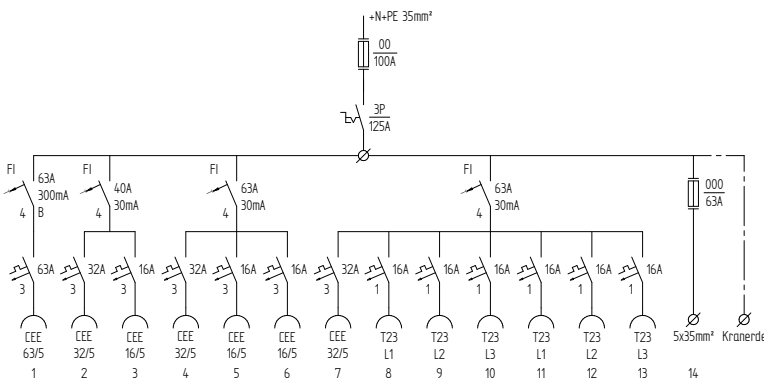 +N+PE 35mm²
00
100A
3P
125A
FI
63A
300mA
4
B
FI
40A
30mA
4
FI
63A
30mA
4
FI
63A
30mA
4
000
63A
63A
3
32A
3
16A
3
32A
3
16A
3
16A
3
32A
3
16A
1
16A
1
16A
1
16A
1
16A
1
16A
1
CEE CEE CEE CEE CEE CEE CEE T23 T23 T23 T23 T23 T23 5x35mm² Kranerde
63/5 32/5 16/5 32/5 16/5 16/5 32/5 L1 L2 L3 L1 L2 L3
1 2 3 4 5 6 7 8 9 10 11 12 13 14